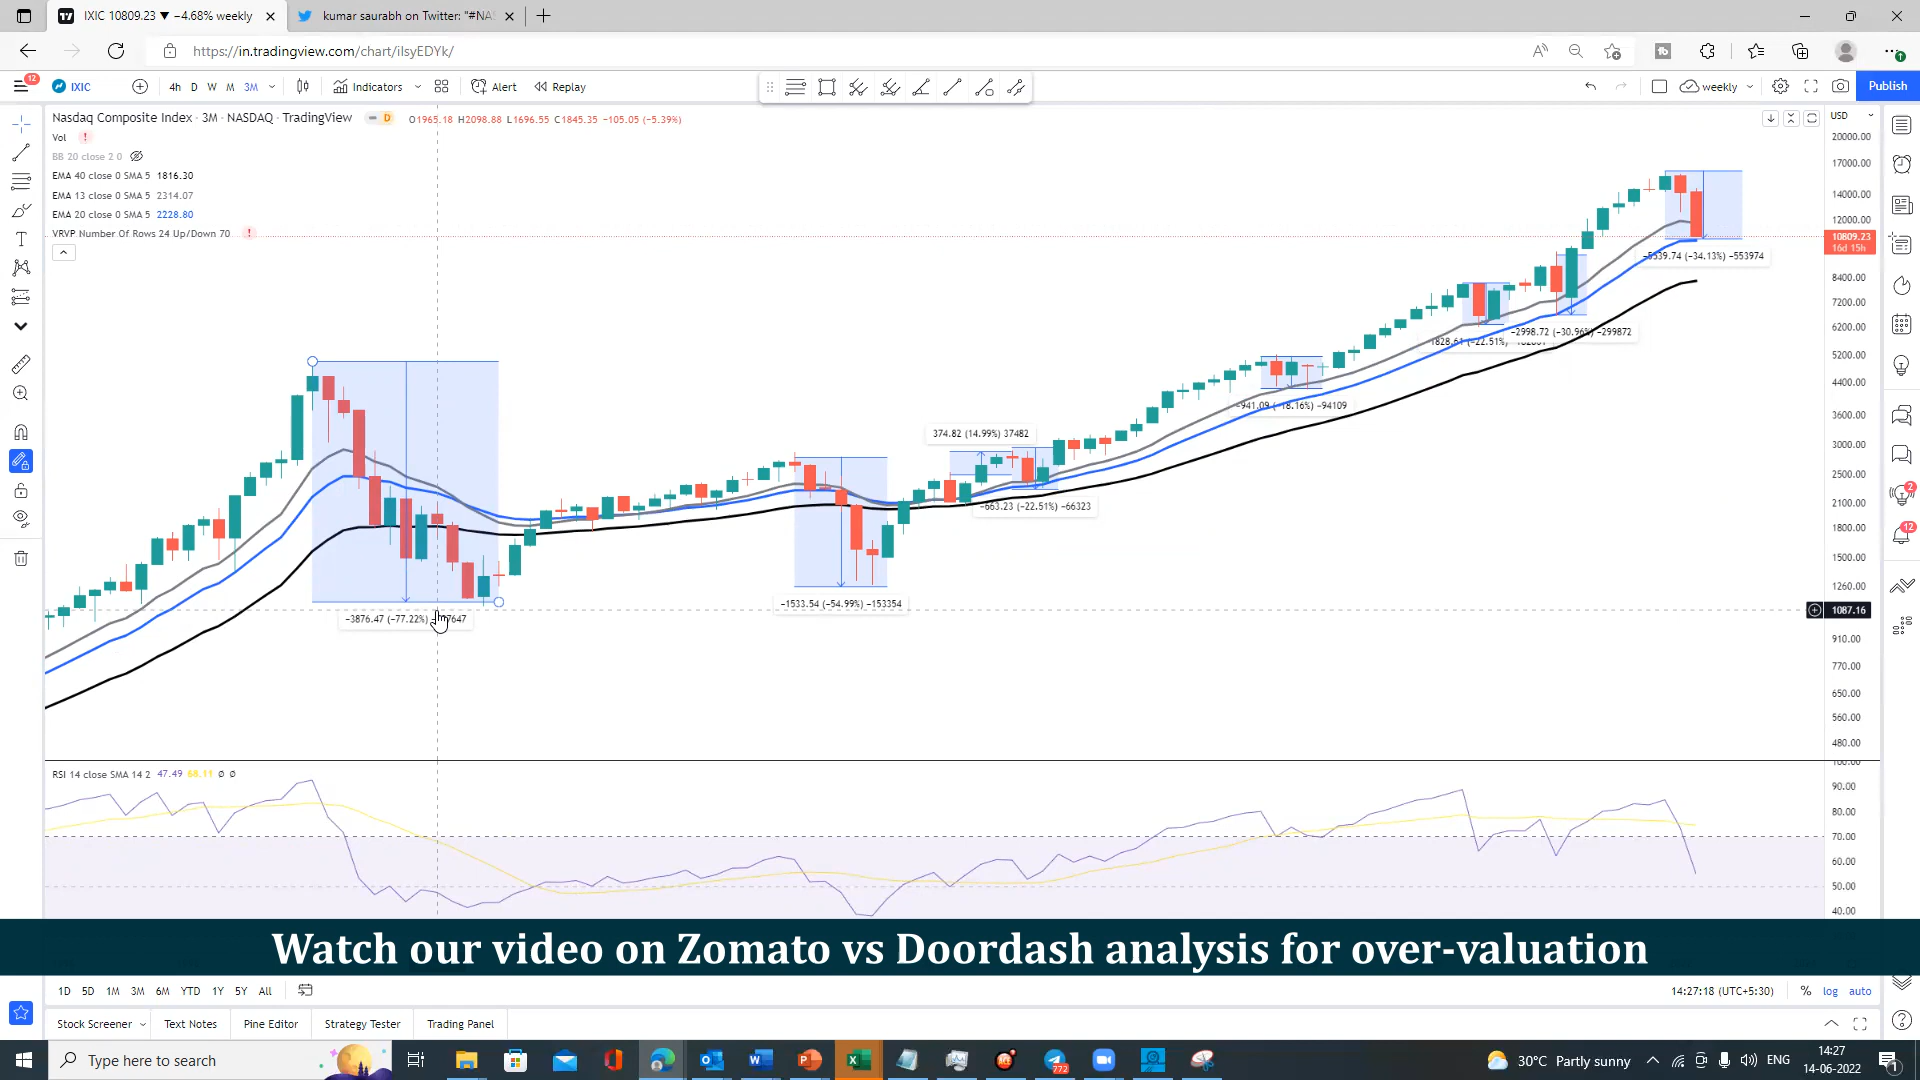 IXIC 10809.23 ▼ −4.68% weekly
kumar saurabh on Twitter: "#NAS
https://in.tradingview.com/chart/ilsyEDYk/
12
IXIC
4h D W M 3M
Indicators
Alert
Replay
weekly
Publish
Nasdaq Composite Index · 3M · NASDAQ · TradingView
D
O1965.18 H2098.88 L1696.55 C1845.35 −105.05 (−5.39%)
USD
Vol
BB 20 close 2 0
EMA 40 close 0 SMA 5 1816.30
EMA 13 close 0 SMA 5 2314.07
EMA 20 close 0 SMA 5 2228.80
VRVP Number Of Rows 24 Up/Down 70
20000.00
17000.00
14000.00
12000.00
10809.23
16d 15h
8400.00
7200.00
6200.00
5200.00
4400.00
3600.00
3000.00
2500.00
2100.00
1800.00
1500.00
1260.00
1087.16
910.00
770.00
650.00
560.00
480.00
−5539.74 (−34.13%) −553974
−2998.72 (−30.96%) −299872
−941.09 (−18.16%) −94109
374.82 (14.99%) 37482
−663.23 (−22.51%) −66323
−1533.54 (−54.99%) −153354
−3876.47 (−77.22%)
RSI 14 close SMA 14 2 47.49 68.11 Ø Ø
100.00
90.00
80.00
70.00
60.00
50.00
40.00
Watch our video on Zomato vs Doordash analysis for over-valuation
1D 5D 1M 3M 6M YTD 1Y 5Y All
14:27:18 (UTC+5:30) % log auto
Stock Screener Text Notes Pine Editor Strategy Tester Trading Panel
Type here to search
772
30°C Partly sunny
ENG
14:27
14-06-2022
1
2
12